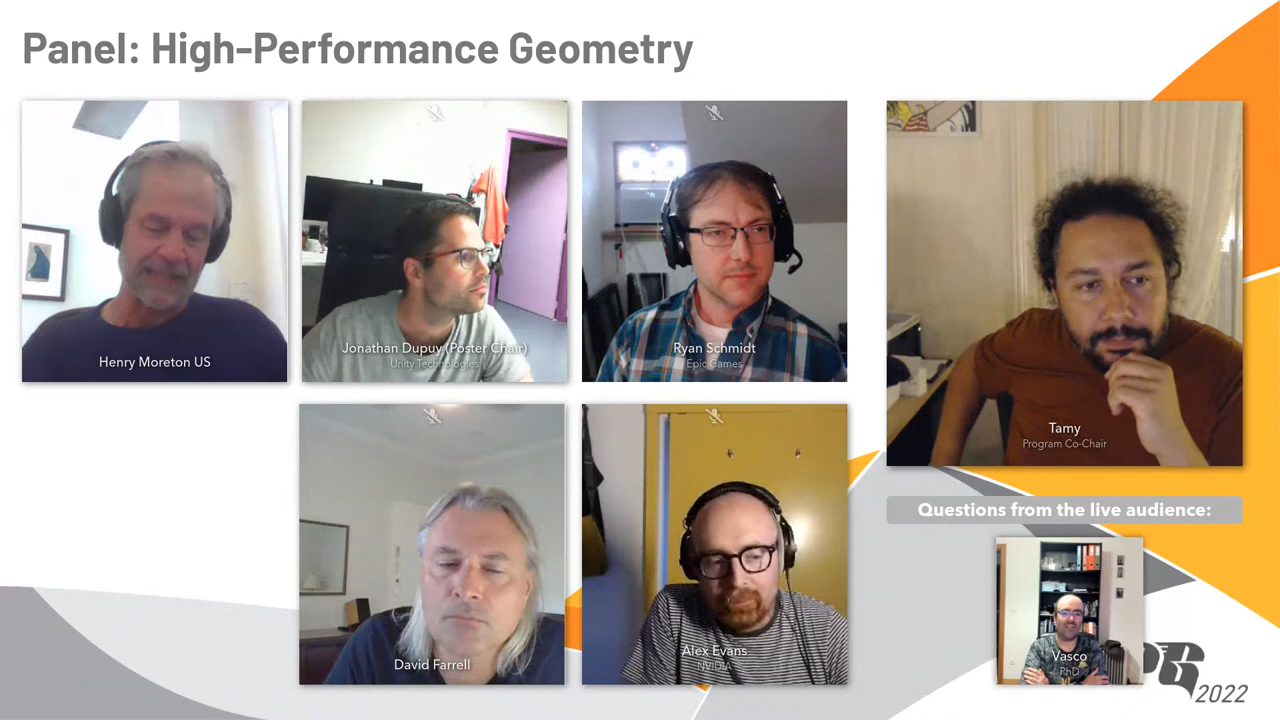 Panel: High-Performance Geometry
Henry Moreton US
Jonathan Dupuy (Poster Chair)
Unity Technologies
Ryan Schmidt
Epic Games
Tamy
Program Co-Chair
David Farrell
Alex Evans
NVIDIA
Questions from the live audience:
Vasco
PhD
2022